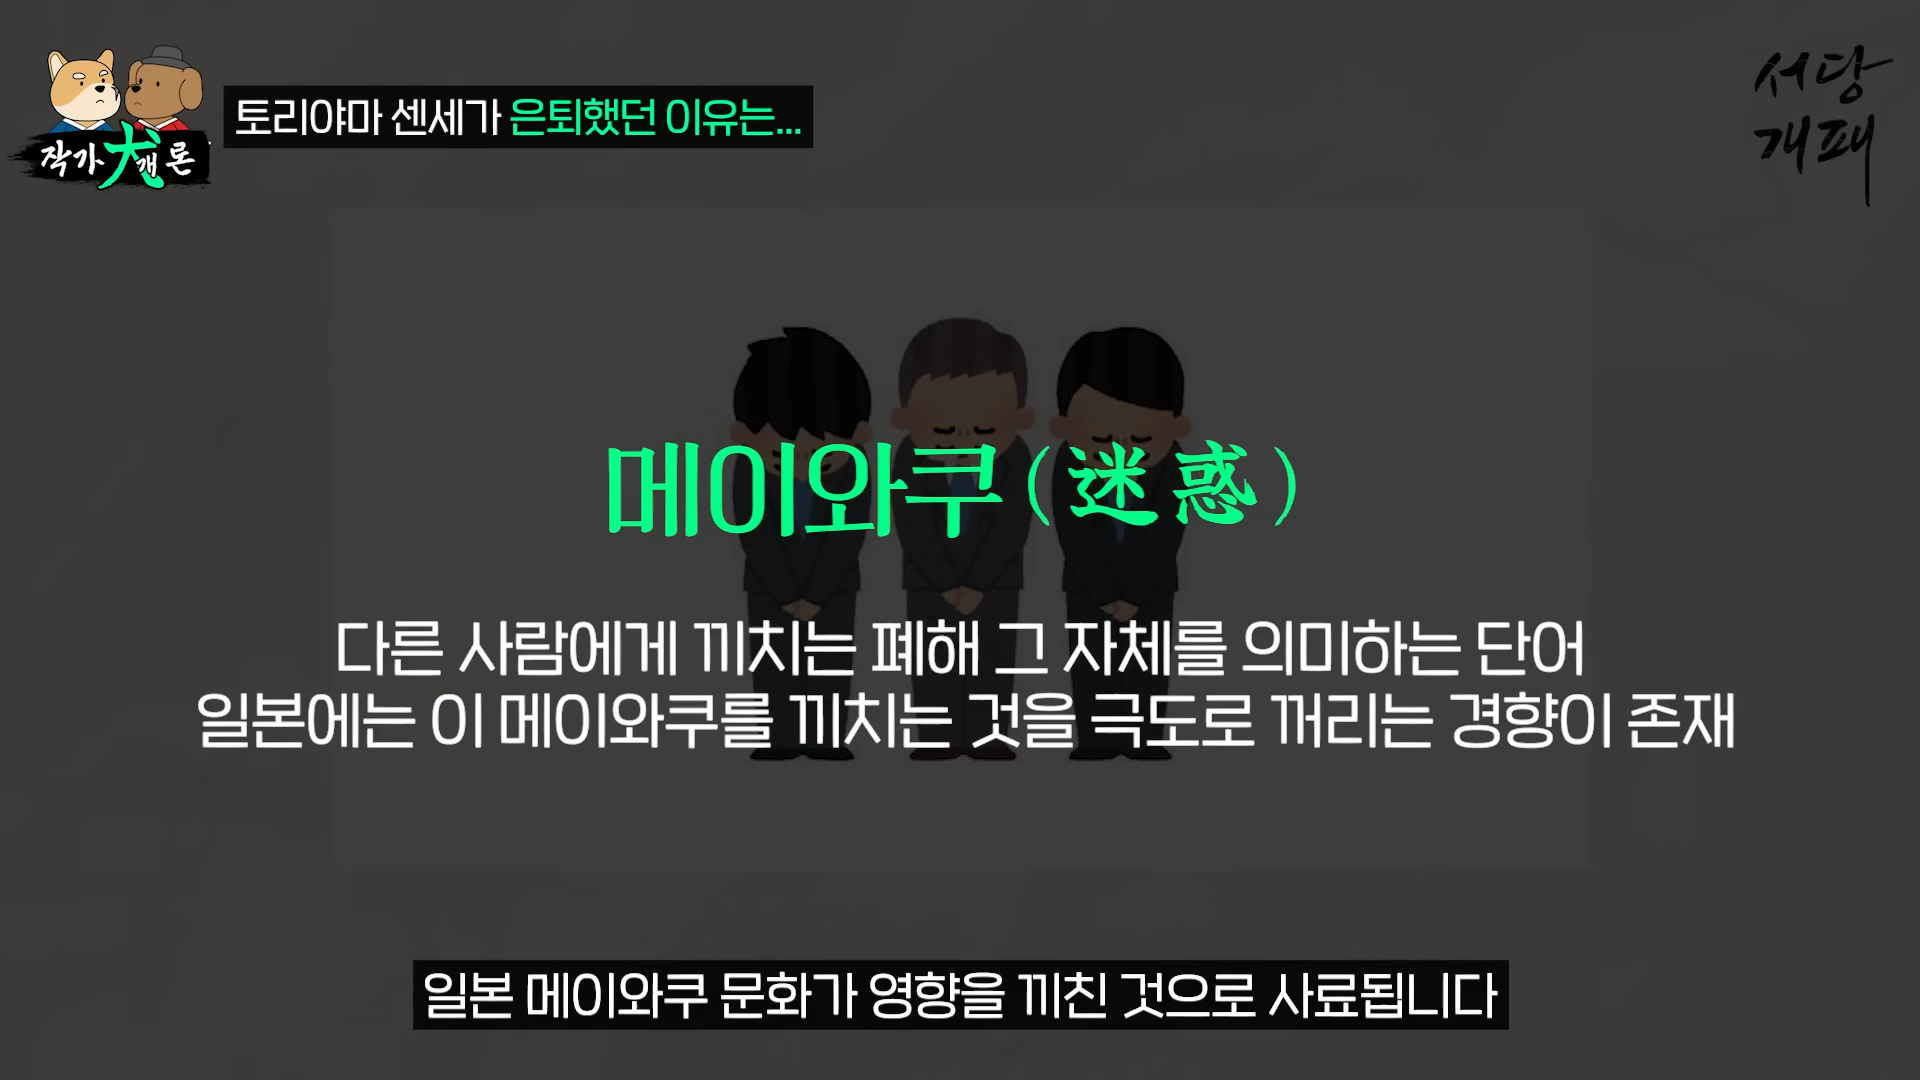 토리야마 센세가 은퇴했던 이유는...
작가犬개론
서당
개패
메이와쿠(迷惑)
다른 사람에게 끼치는 폐해 그 자체를 의미하는 단어
일본에는 이 메이와쿠를 끼치는 것을 극도로 꺼리는 경향이 존재
일본 메이와쿠 문화가 영향을 끼친 것으로 사료됩니다